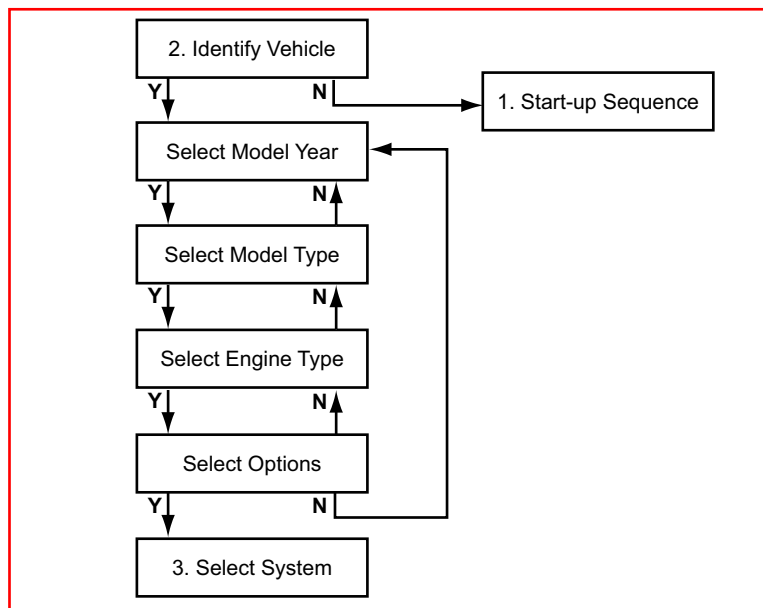 2. Identify Vehicle
Y N
1. Start-up Sequence
Select Model Year
Y N
Select Model Type
Y N
Select Engine Type
Y N
Select Options
Y N
3. Select System